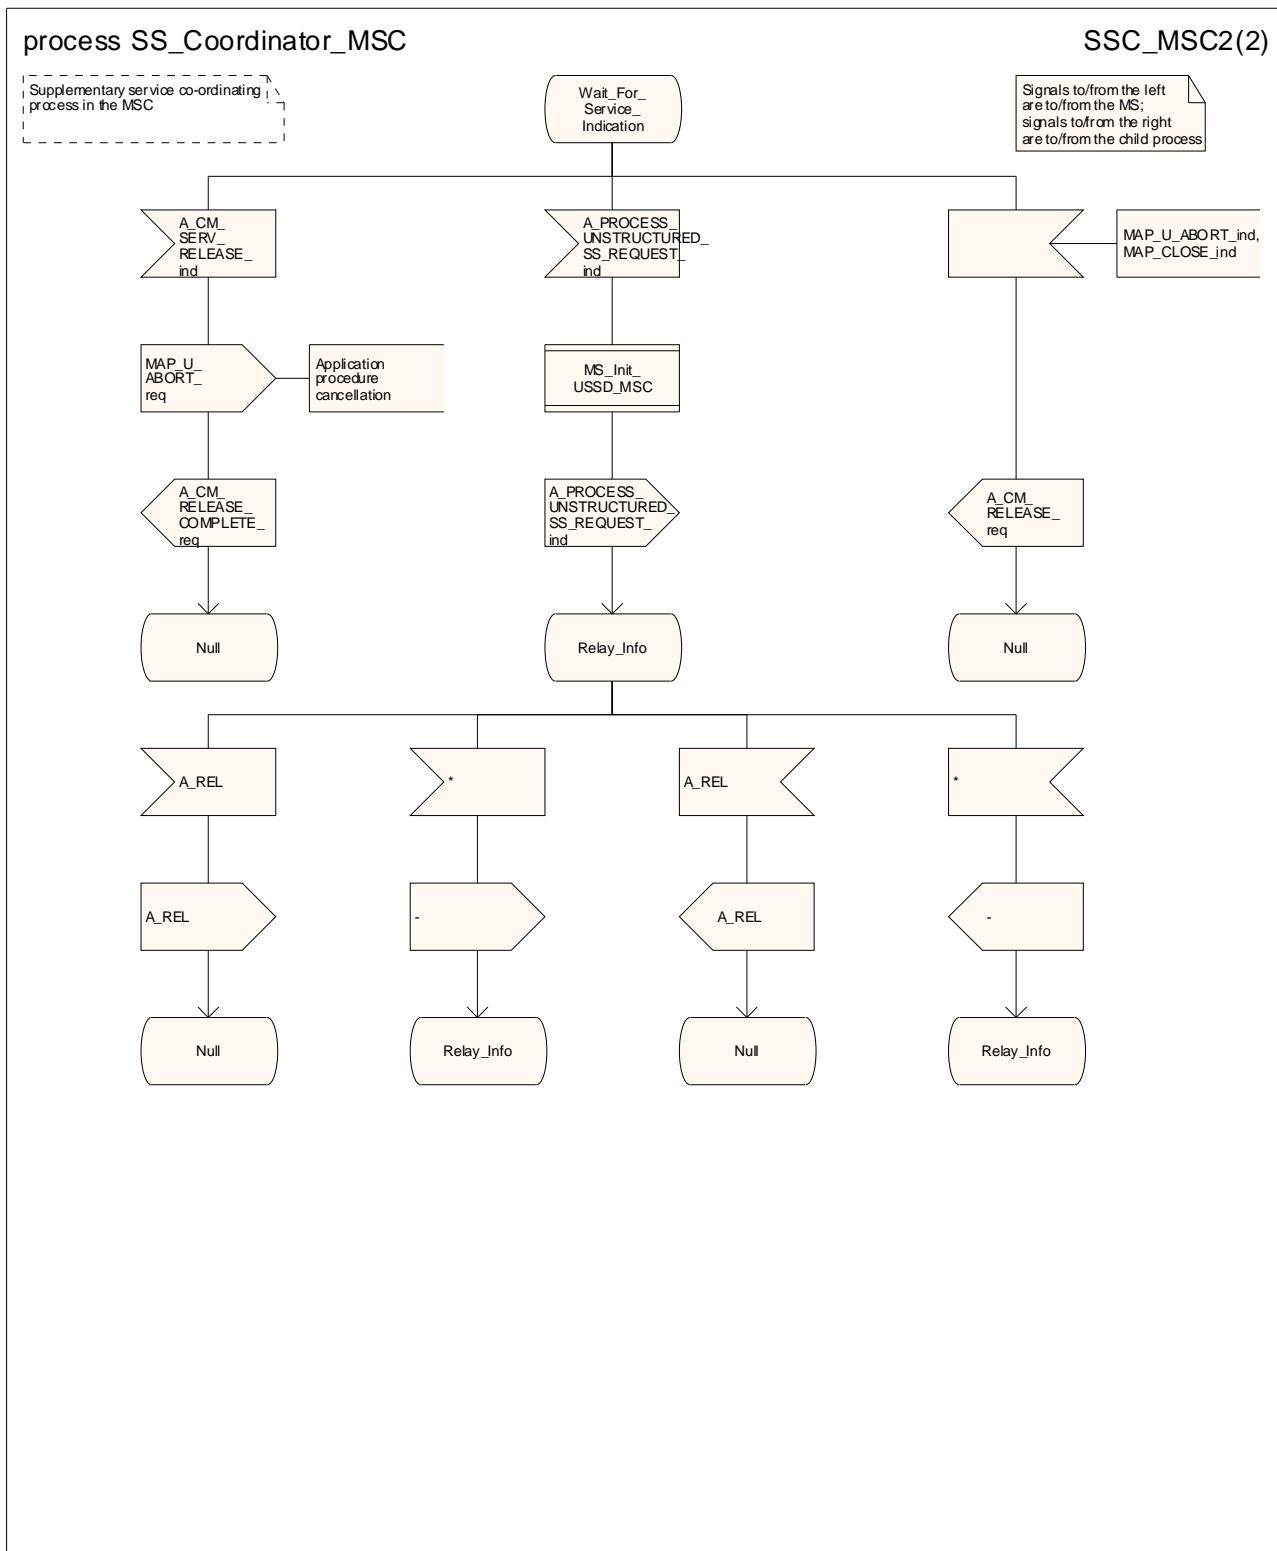 process SS_Coordinator_MSC
SSC_MSC2(2)
Supplementary service co-ordinating
process in the MSC
Wait_For_
Service_
Indication
Signals to/from the left
are to/from the MS;
signals to/from the right
are to/from the child process
A_CM_
SERV_
RELEASE_
ind
A_PROCESS_
UNSTRUCTURED_
SS_REQUEST_
ind
MAP_U_ABORT_ind,
MAP_CLOSE_ind
MAP_U_
ABORT_
req
Application
procedure
cancellation
MS_Init_
USSD_MSC
A_CM_
RELEASE_
COMPLETE_
req
A_PROCESS_
UNSTRUCTURED_
SS_REQUEST_
ind
A_CM_
RELEASE_
req
Null
Relay_Info
Null
A_REL
*
A_REL
*
A_REL
-
A_REL
-
Null
Relay_Info
Null
Relay_Info